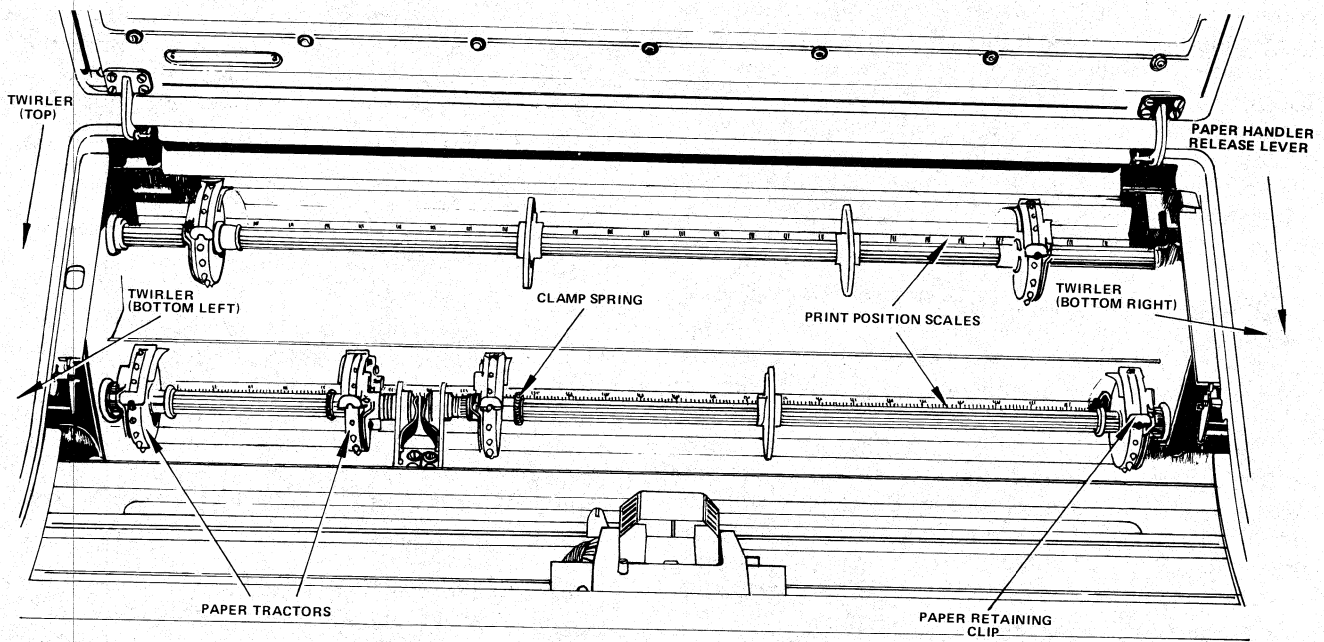 TWIRLER
(TOP)
PAPER HANDLER
RELEASE LEVER
TWIRLER
(BOTTOM LEFT)
CLAMP SPRING
PRINT POSITION SCALES
TWIRLER
(BOTTOM RIGHT)
PAPER TRACTORS
PAPER RETAINING
CLIP